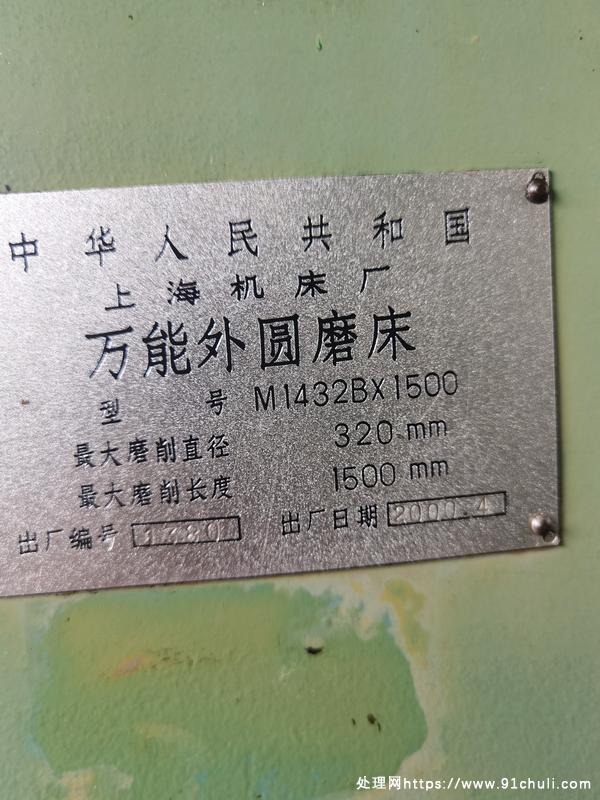 中华人民共和国
上海机床厂
万能外圆磨床
型 号 M1432BX1500
最大磨削直径 320 mm
最大磨削长度 1500 mm
出厂编号 出厂日期 2000.4
处理网https://www.91chuli.com